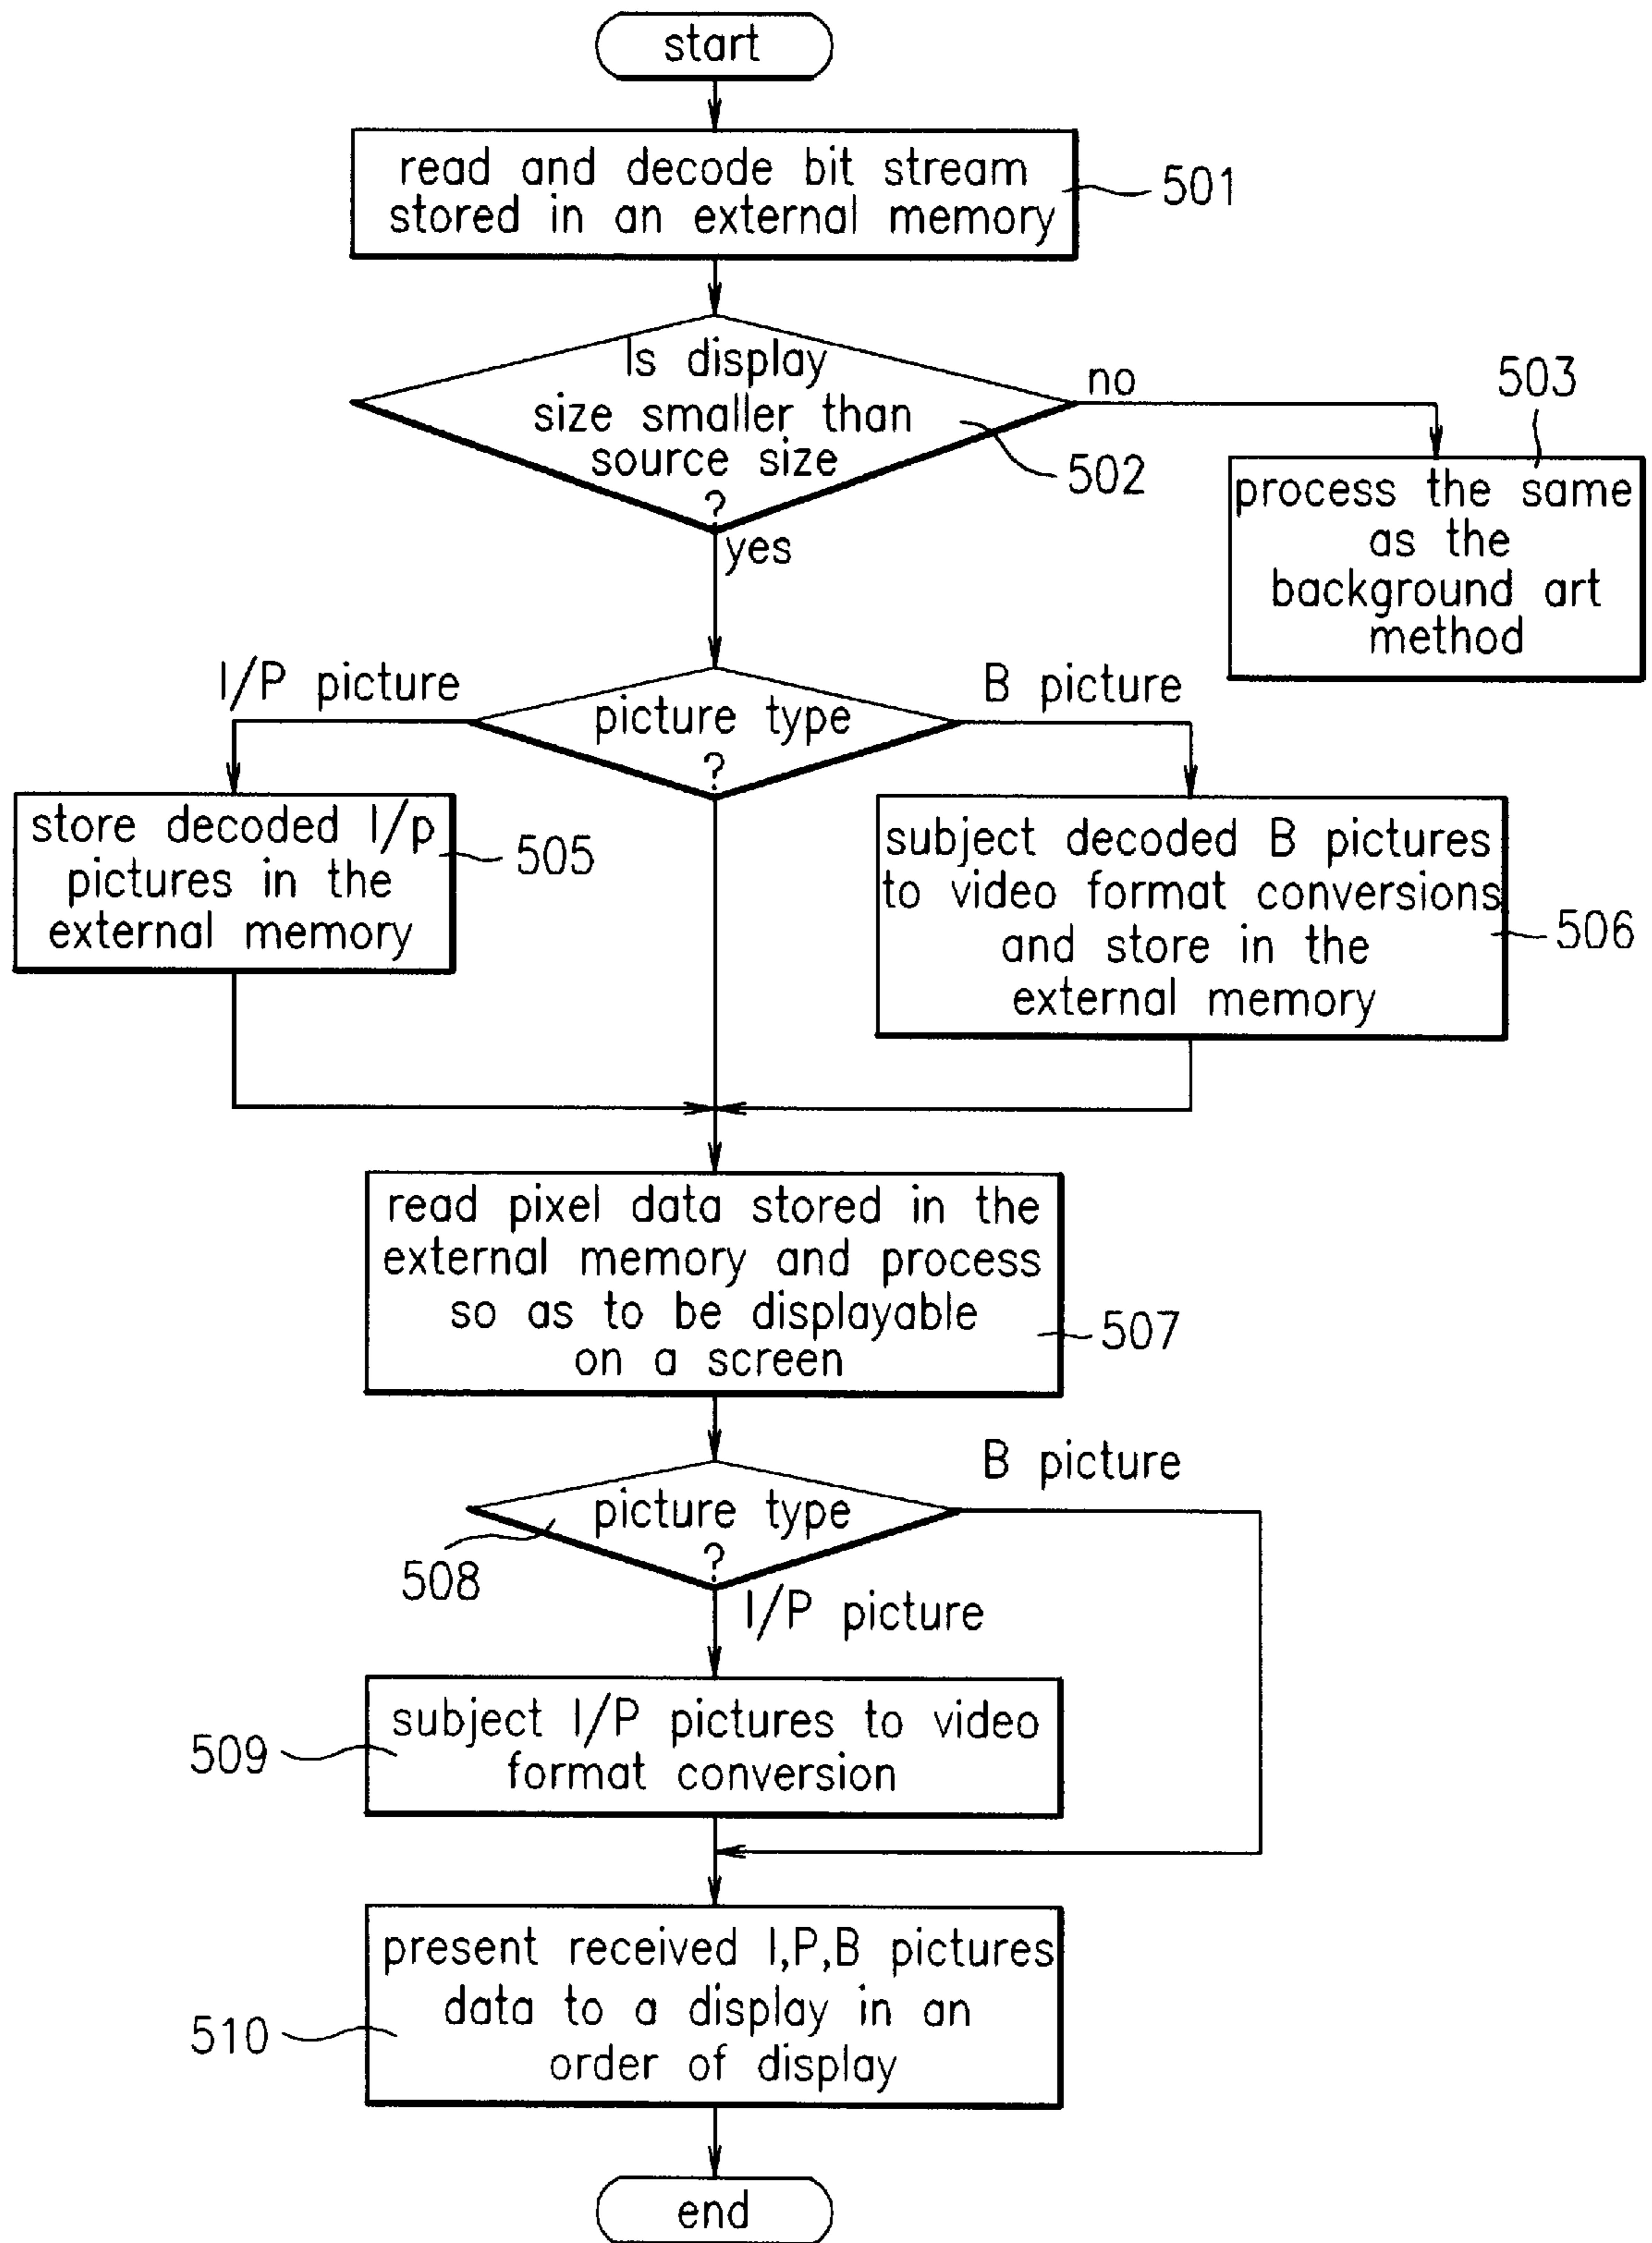 start
read and decode bit stream
stored in an external memory
501
Is display
size smaller than
source size
?
502
no
yes
503
process the same
as the
background art
method
I/P picture
picture type
?
B picture
store decoded I/p
pictures in the
external memory
505
subject decoded B pictures
to video format conversions
and store in the
external memory
506
read pixel data stored in the
external memory and process
so as to be displayable
on a screen
507
B picture
picture type
?
508
I/P picture
subject I/P pictures to video
format conversion
509
present received I,P,B pictures
data to a display in an
order of display
510
end